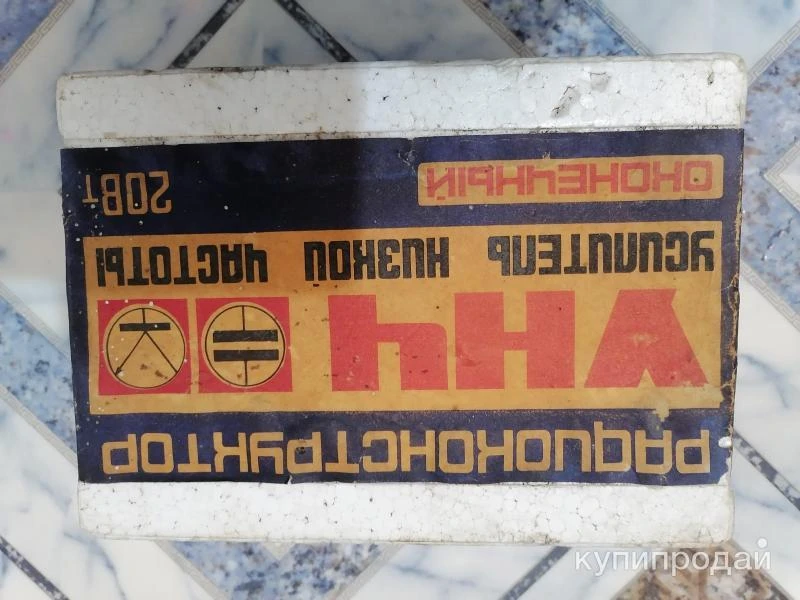 РАДИОКОНСТРУКТОР
УНЧ
УСИЛИТЕЛЬ НИЗКОЙ ЧАСТОТЫ
ОКОНЕЧНЫЙ 20Вт
купипродай